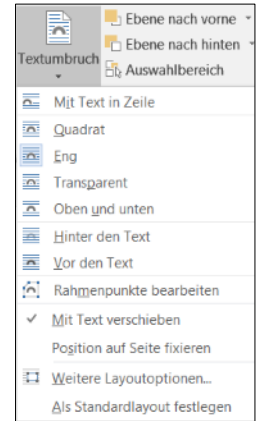 Textumbruch
Ebene nach vorne
Ebene nach hinten
Auswahlbereich
Mit Text in Zeile
Quadrat
Eng
Transparent
Oben und unten
Hinter den Text
Vor den Text
Rahmenpunkte bearbeiten
Mit Text verschieben
Position auf Seite fixieren
Weitere Layoutoptionen...
Als Standardlayout festlegen